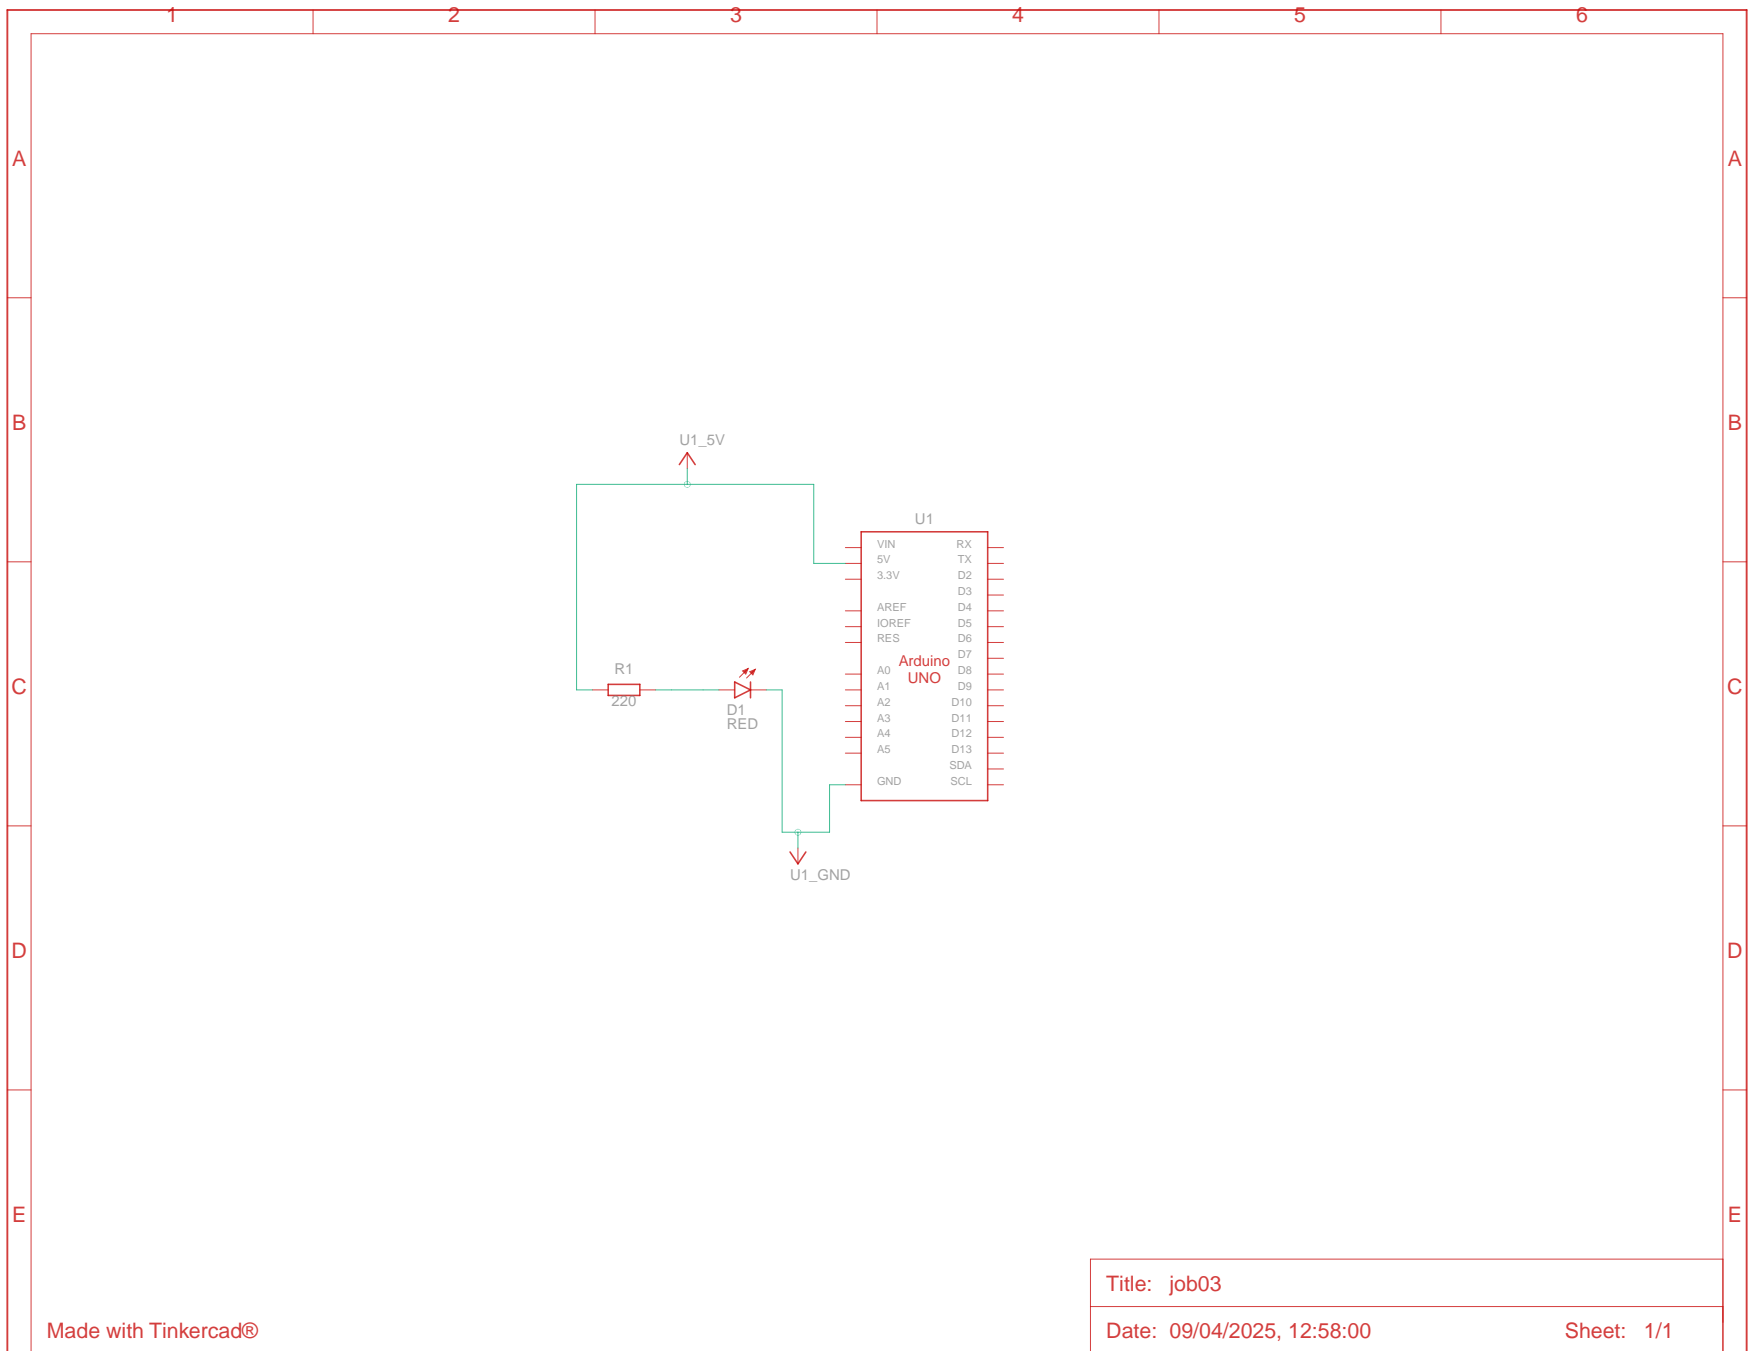 1 2 3 4 5 6
A A
B B
U1_5V
U1
VIN RX
5V TX
3.3V D2
D3
AREF D4
IOREF D5
RES D6
D7
Arduino
A0 D8
UNO
A1 D9
A2 D10
A3 D11
A4 D12
A5 D13
SDA
GND SCL
R1
220
D1
RED
C C
U1_GND
D D
E E
Title: job03
Made with Tinkercad®
Date: 09/04/2025, 12:58:00 Sheet: 1/1